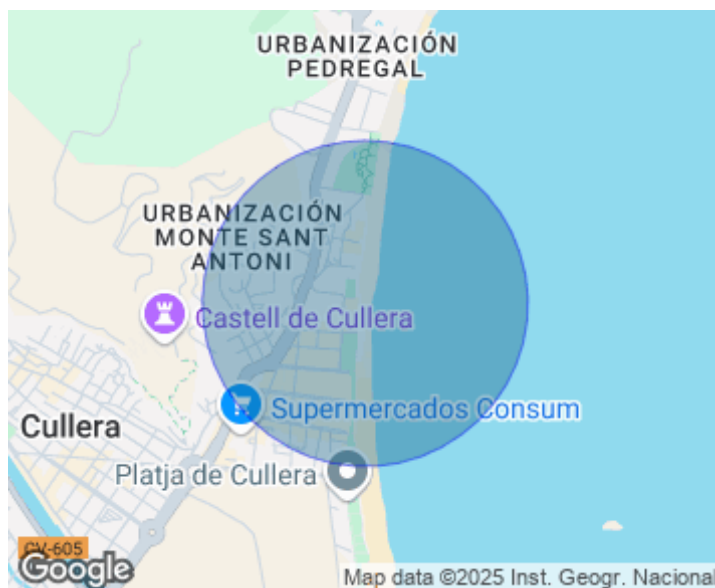 URBANIZACIÓN
PEDREGAL
URBANIZACIÓN
MONTE SANT
ANTONI
Castell de Cullera
Supermercados Consum
Cullera
Platja de Cullera
CV-605
Google
Map data ©2025 Inst. Geogr. Nacional